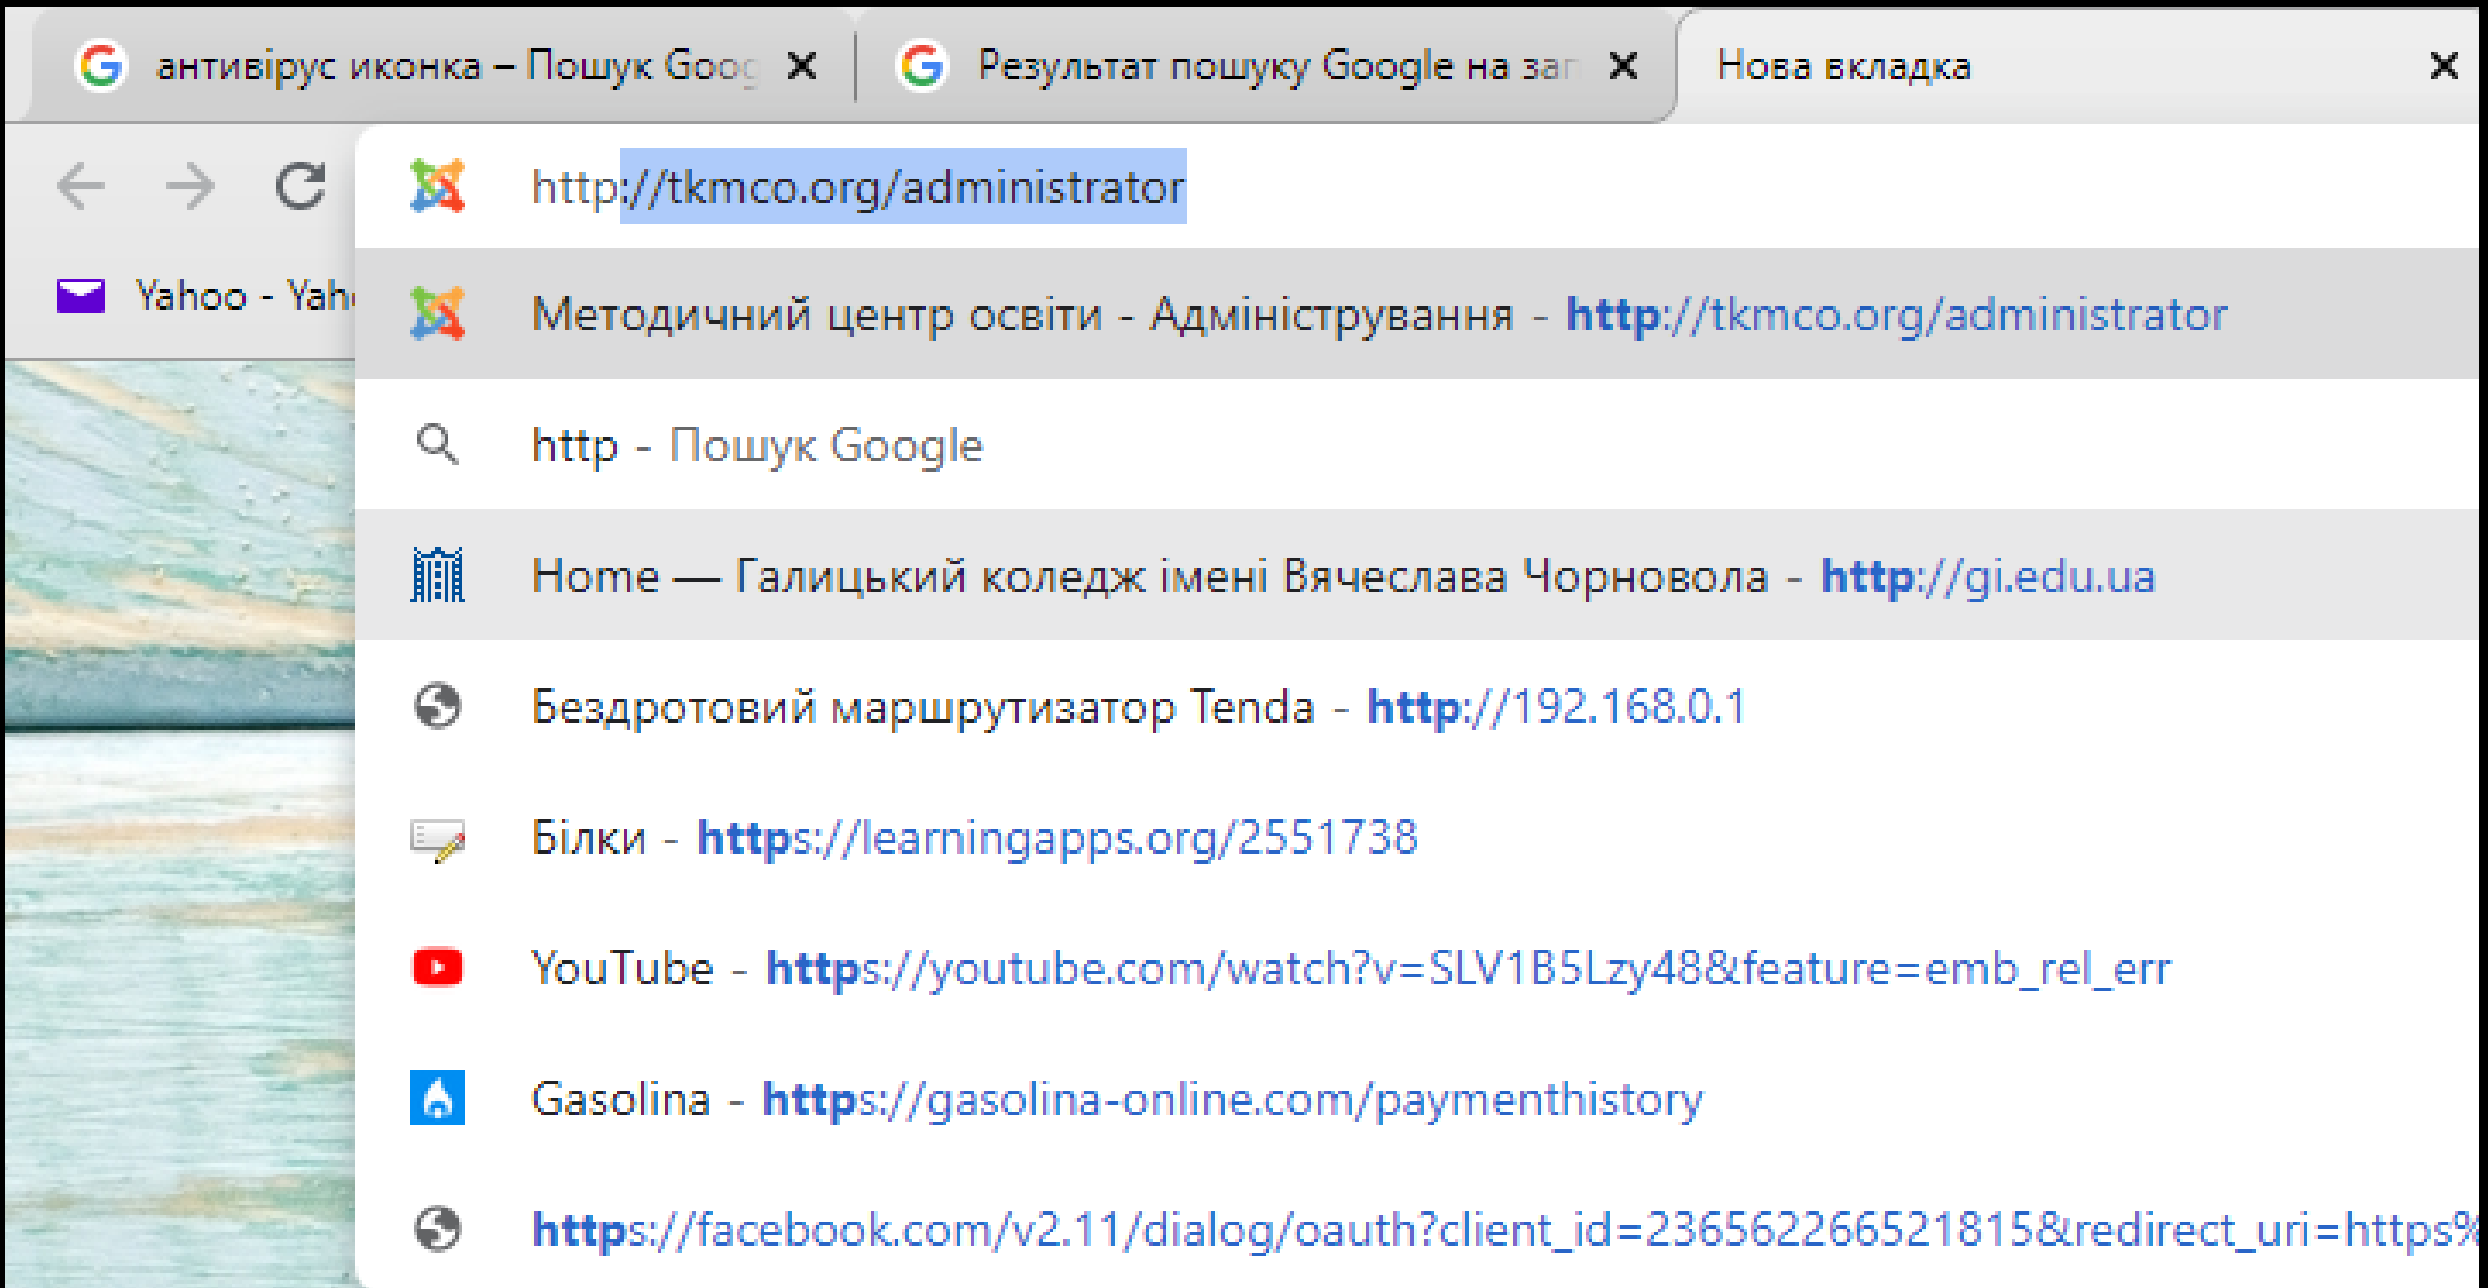 антивірус иконка – Пошук Goog
Результат пошуку Google на зап
Нова вкладка
http://tkmco.org/administrator
Yahoo - Yah
Методичний центр освіти - Адміністрування - http://tkmco.org/administrator
http - Пошук Google
Home — Галицький коледж імені Вячеслава Чорновола - http://gi.edu.ua
Бездротовий маршрутизатор Tenda - http://192.168.0.1
Білки - https://learningapps.org/2551738
YouTube - https://youtube.com/watch?v=SLV1B5Lzy48&feature=emb_rel_err
Gasolina - https://gasolina-online.com/paymenthistory
https://facebook.com/v2.11/dialog/oauth?client_id=236562266521815&redirect_uri=https%